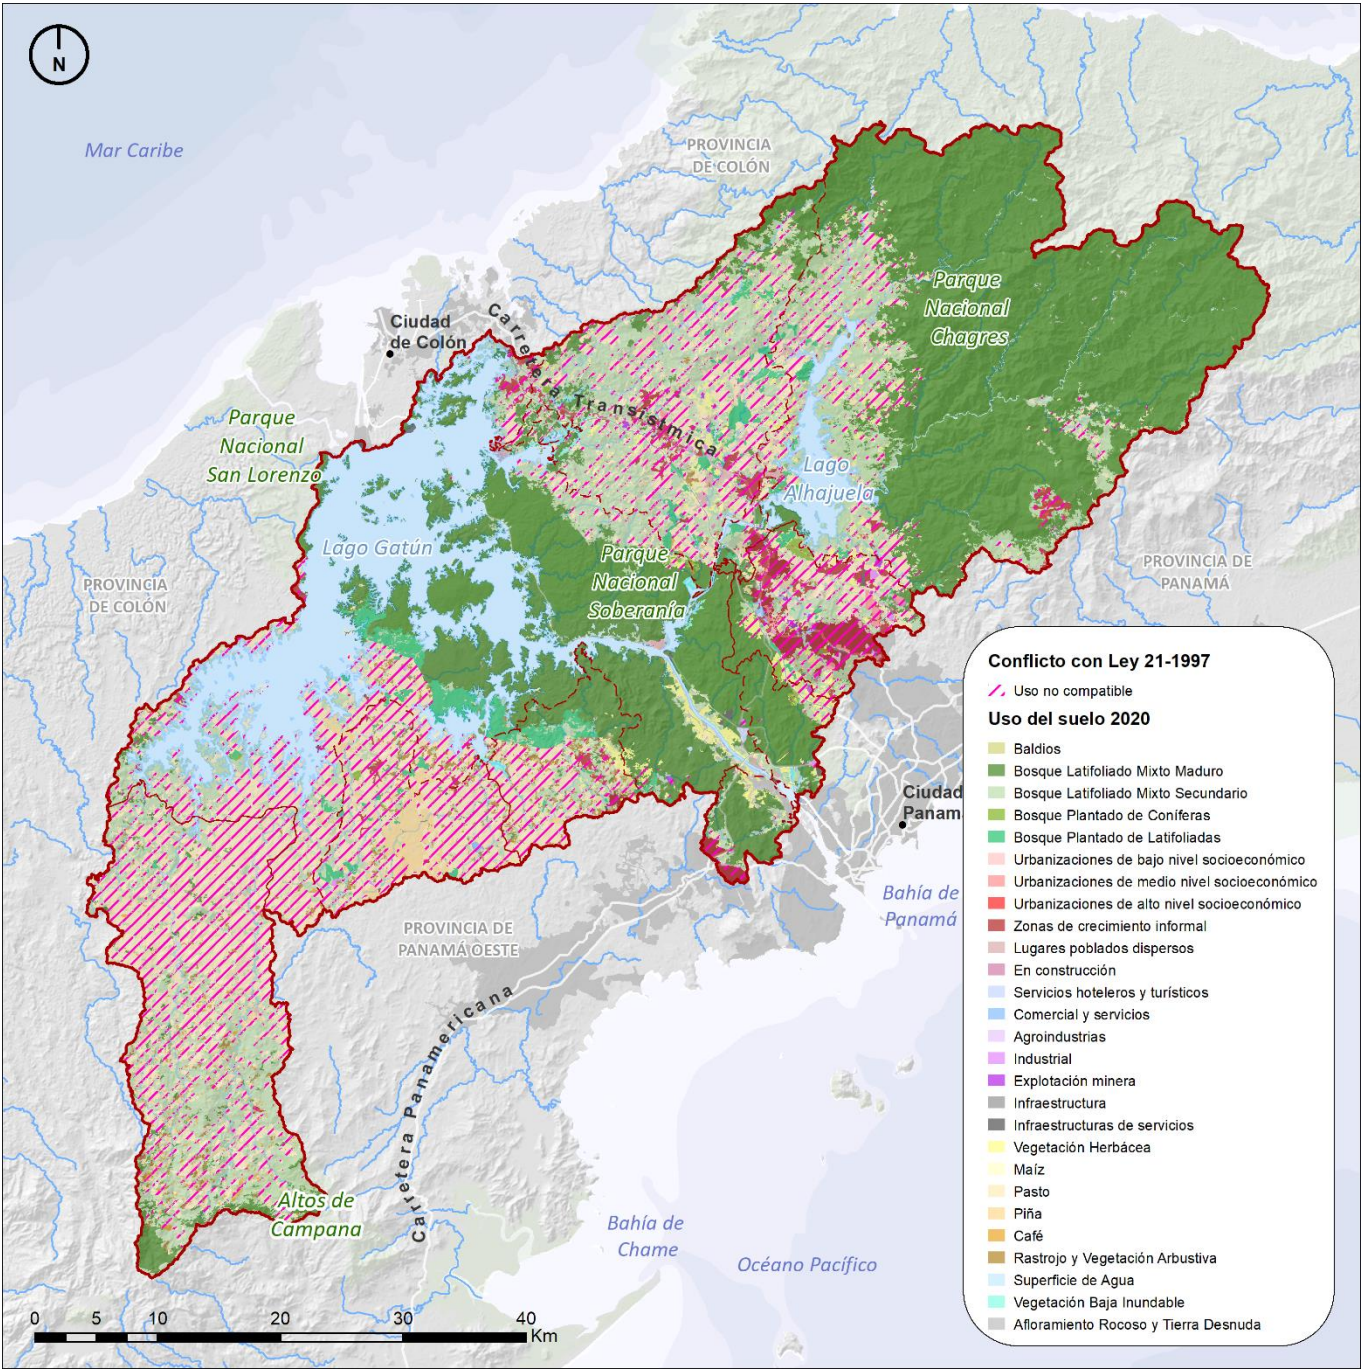 N
Mar Caribe
PROVINCIA
DE COLÓN
Parque
Nacional
Chagres
Ciudad
de Colón
Carretera Transístmica
Parque
Nacional
San Lorenzo
Lago
Alhajuela
Lago Gatún
Parque
Nacional
Soberanía
PROVINCIA
DE COLÓN
PROVINCIA DE
PANAMÁ
Ciudad
Panam
Bahía de
Panamá
PROVINCIA DE
PANAMÁ OESTE
Carretera Panamericana
Altos de
Campana
Bahía de
Chame
Océano Pacífico
0 5 10 20 30 40
Km
Conflicto con Ley 21-1997
Uso no compatible
Uso del suelo 2020
Baldios
Bosque Latifoliado Mixto Maduro
Bosque Latifoliado Mixto Secundario
Bosque Plantado de Coníferas
Bosque Plantado de Latifoliadas
Urbanizaciones de bajo nivel socioeconómico
Urbanizaciones de medio nivel socioeconómico
Urbanizaciones de alto nivel socioeconómico
Zonas de crecimiento informal
Lugares poblados dispersos
En construcción
Servicios hoteleros y turísticos
Comercial y servicios
Agroindustrias
Industrial
Explotación minera
Infraestructura
Infraestructuras de servicios
Vegetación Herbácea
Maíz
Pasto
Piña
Café
Rastrojo y Vegetación Arbustiva
Superficie de Agua
Vegetación Baja Inundable
Afloramiento Rocoso y Tierra Desnuda